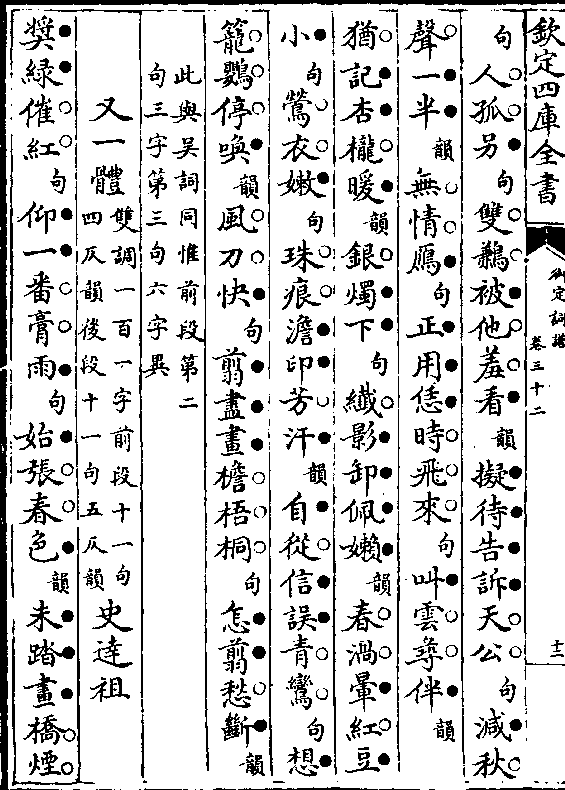 欽定四庫全書
御定詞譜
卷三十二
十二
句人孤另句雙鶼被他羞看韻擬待告訴天公句減秋
聲一半韻無情鴈句正用恁時飛來句叫雲尋伴韻
猶記杏櫳暖韻銀燭下句纖影卸佩嬾韻春渦暈紅豆
小句鶯衣嫩句珠痕澹印芳汗韻自從信誤青鸞句想
籠鸚停喚韻風刀快句翦盡畫檐梧桐句怎翦愁斷韻
此與吴詞同惟前段第二
句三字第三句六字異
又一體雙調一百一字前段十一句
四仄韻後段十一句五仄韻史達祖
奬緑催紅句仰一番膏雨句始張春色韻未踏畫橋煙